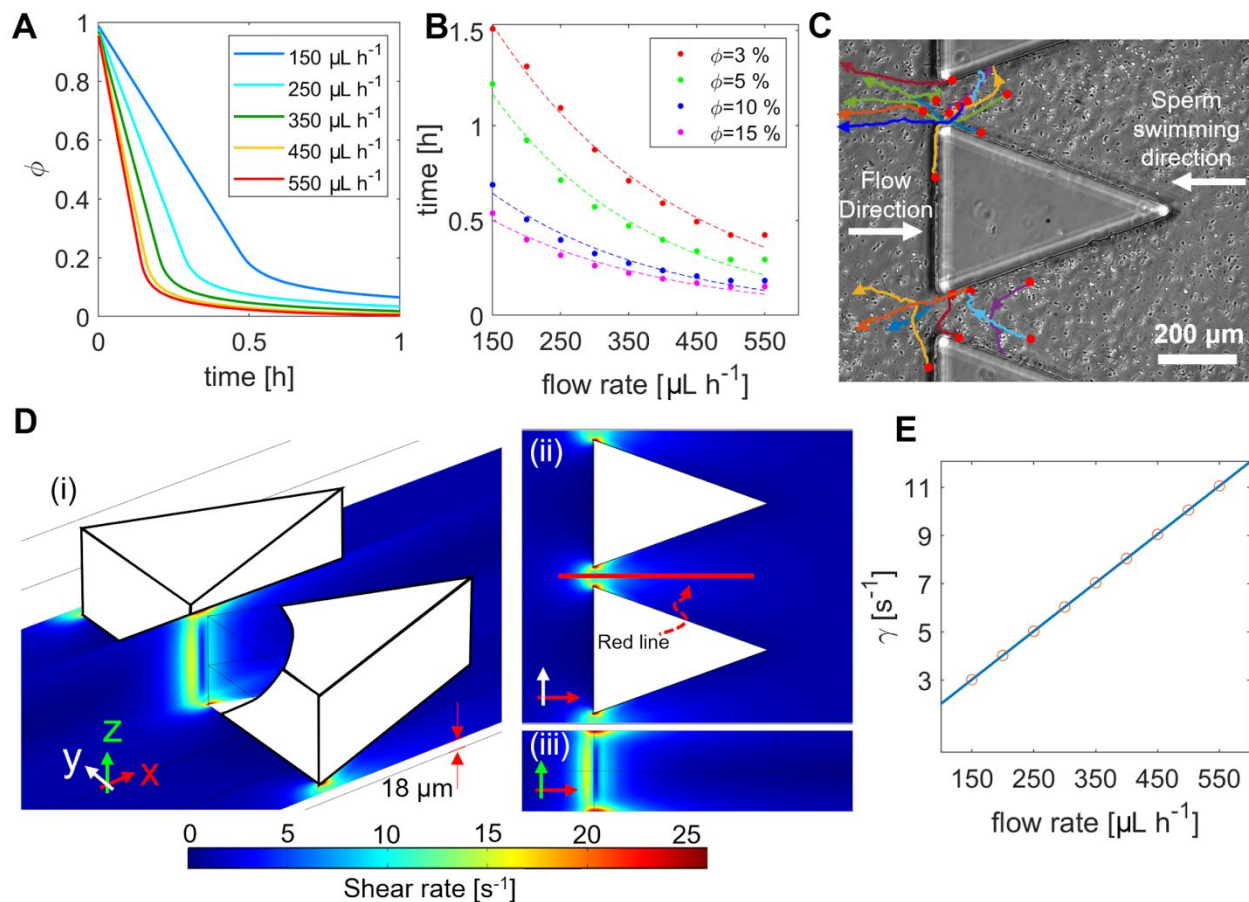 A
ϕ
1
0.8
0.6
0.4
0.2
0
0
0.5
1
time [h]
150 µL h⁻¹
250 µL h⁻¹
350 µL h⁻¹
450 µL h⁻¹
550 µL h⁻¹
B
time [h]
1.5
1
0.5
0
150 250 350 450 550
flow rate [µL h⁻¹]
ϕ=3 %
ϕ=5 %
ϕ=10 %
ϕ=15 %
C
Sperm
swimming
direction
Flow
Direction
200 µm
D
(i)
z
y
x
18 µm
(ii)
Red line
(iii)
0 5 10 15 20 25
Shear rate [s⁻¹]
E
γ [s⁻¹]
11
9
7
5
3
150 250 350 450 550
flow rate [µL h⁻¹]